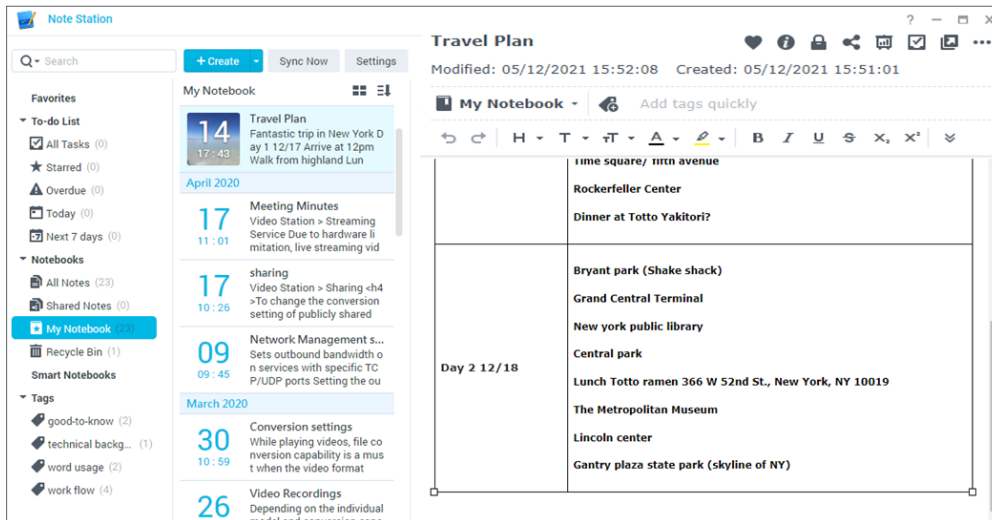 Note Station
Search
+ Create
Sync Now
Settings
Favorites
To-do List
All Tasks (0)
Starred (0)
Overdue (0)
Today (0)
Next 7 days (0)
Notebooks
All Notes (23)
Shared Notes (0)
My Notebook (23)
Recycle Bin (1)
Smart Notebooks
Tags
good-to-know (2)
technical backg... (1)
word usage (2)
work flow (4)
My Notebook
14
17:43
Travel Plan
Fantastic trip in New York D
ay 1 12/17 Arrive at 12pm
Walk from highland Lun
April 2020
17
11:01
Meeting Minutes
Video Station > Streaming
Service Due to hardware li
mitation, live streaming vid
17
10:26
sharing
Video Station > Sharing <h4
>To change the conversion
setting of publicly shared
09
09:45
Network Management s...
Sets outbound bandwidth o
n services with specific TC
P/UDP ports Setting the ou
March 2020
30
10:59
Conversion settings
While playing videos, file co
nversion capability is a mus
t when the video format
26
Video Recordings
Depending on the individual
Travel Plan
Modified: 05/12/2021 15:52:08 Created: 05/12/2021 15:51:01
My Notebook
Add tags quickly
H T TT A B I U S X₂ X²
Time square/ fifth avenue
Rockerfeller Center
Dinner at Totto Yakitori?
Day 2 12/18
Bryant park (Shake shack)
Grand Central Terminal
New york public library
Central park
Lunch Totto ramen 366 W 52nd St., New York, NY 10019
The Metropolitan Museum
Lincoln center
Gantry plaza state park (skyline of NY)